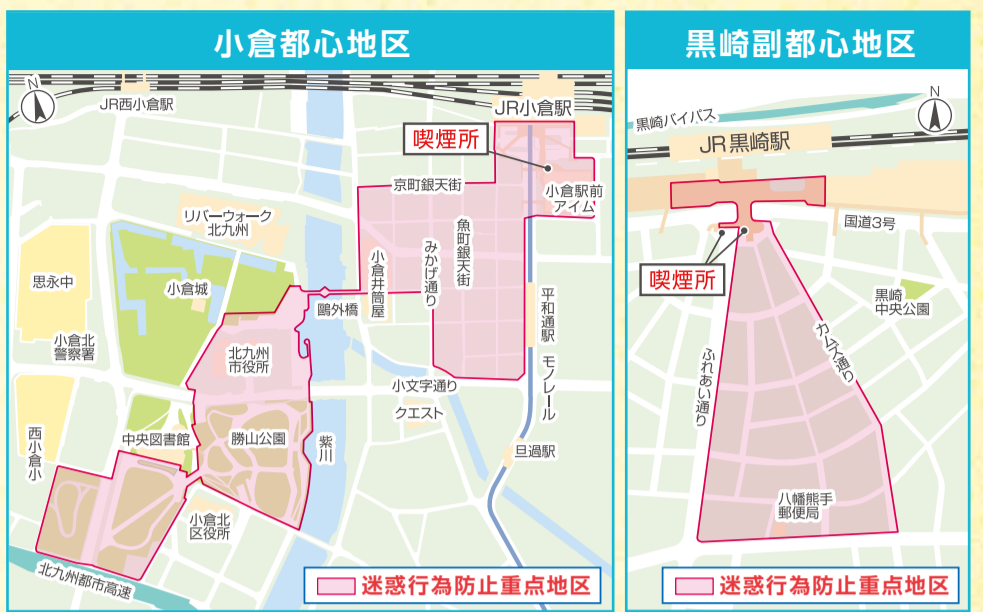 小倉都心地区
N
JR西小倉駅
JR小倉駅
喫煙所
京町銀天街
小倉駅前
アイム
リバーウォーク
北九州
魚町銀天街
みかげ通り
小倉井筒屋
思永中
小倉城
鷗外橋
平和通駅
モノレール
小倉北
警察署
北九州
市役所
小文字通り
クエスト
西小倉小
中央図書館
勝山公園
紫川
旦過駅
小倉北
区役所
北九州都市高速
迷惑行為防止重点地区
黒崎副都心地区
N
黒崎バイパス
JR黒崎駅
国道3号
喫煙所
黒崎
中央公園
カムズ通り
ふれあい通り
八幡熊手
郵便局
迷惑行為防止重点地区